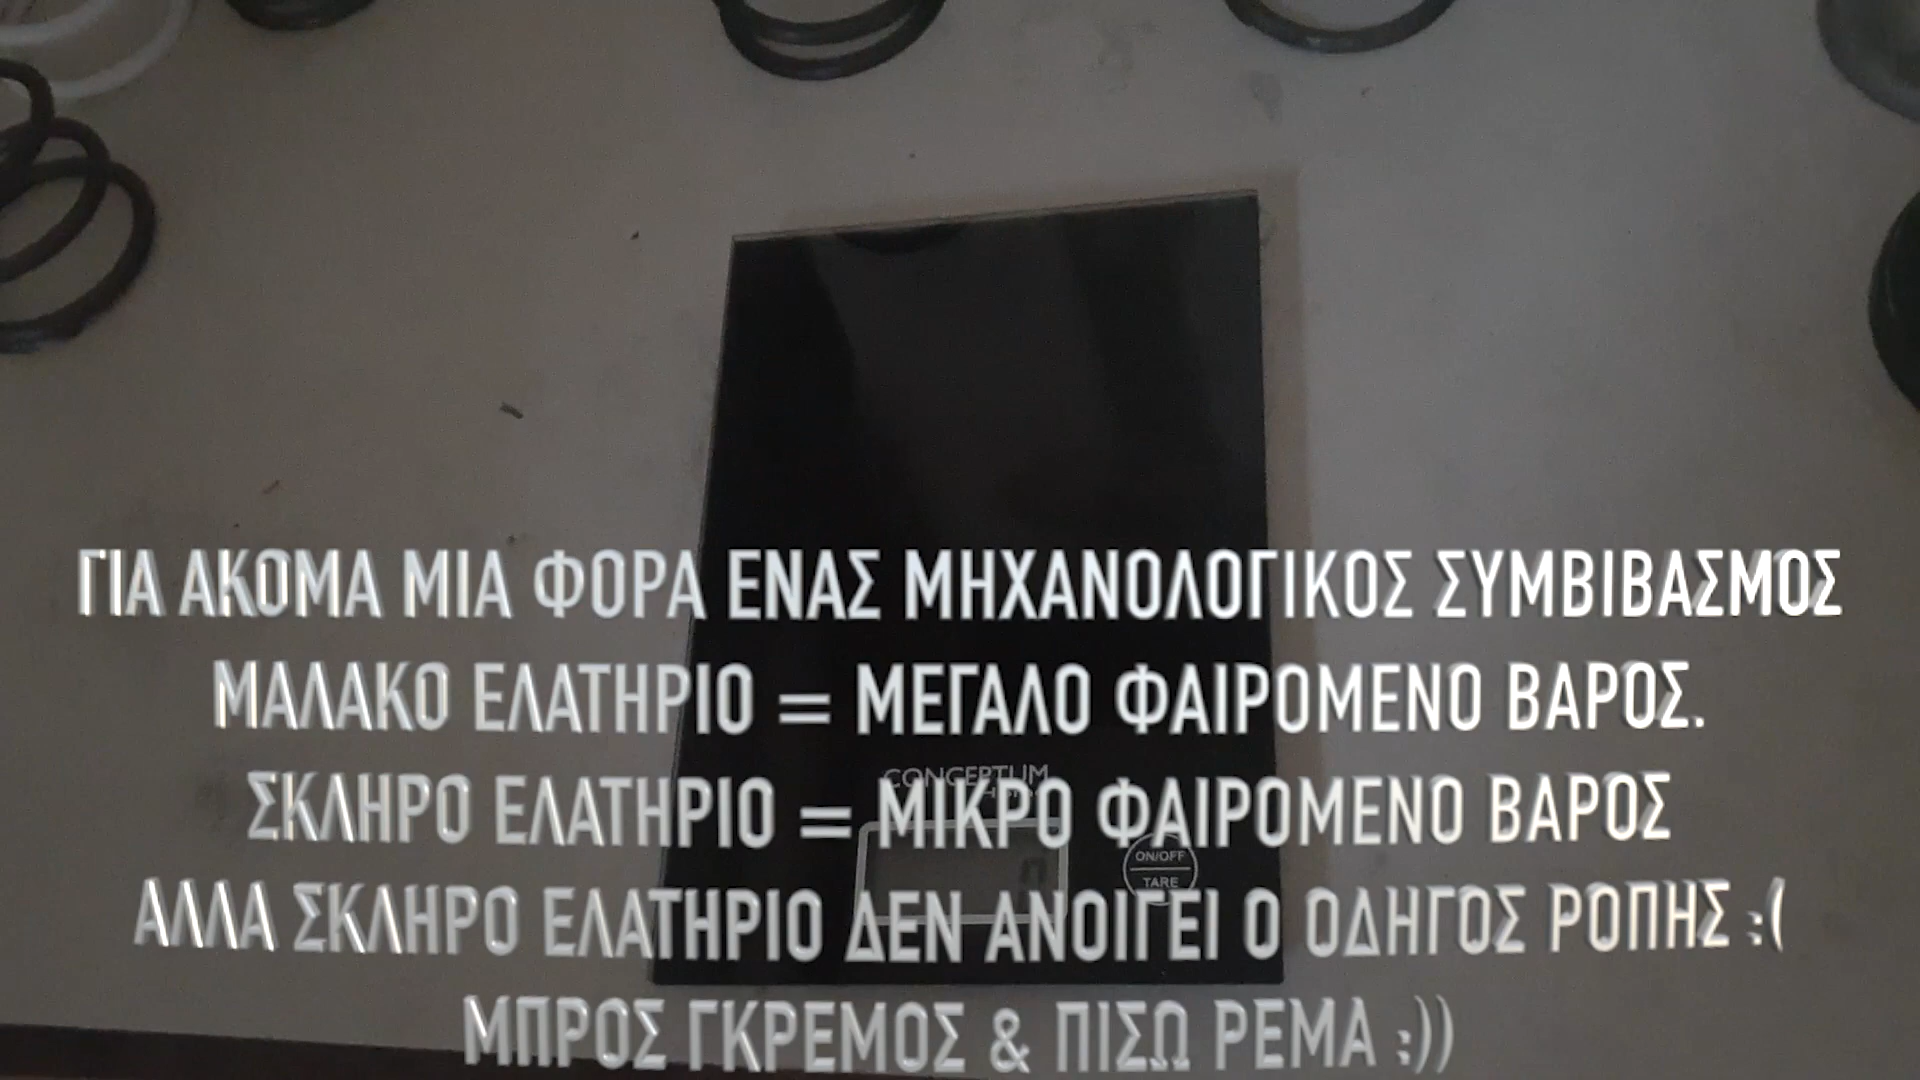 ΓΙΑ ΑΚΟΜΑ ΜΙΑ ΦΟΡΑ ΕΝΑΣ ΜΗΧΑΝΟΛΟΓΙΚΟΣ ΣΥΜΒΙΒΑΣΜΟΣ
ΜΑΛΑΚΟ ΕΛΑΤΗΡΙΟ = ΜΕΓΑΛΟ ΦΑΙΡΟΜΕΝΟ ΒΑΡΟΣ.
CONCEPTUM
ΣΚΛΗΡΟ ΕΛΑΤΗΡΙΟ = ΜΙΚΡΟ ΦΑΙΡΟΜΕΝΟ ΒΑΡΟΣ
ON/OFF
TARE
ΑΛΛΑ ΣΚΛΗΡΟ ΕΛΑΤΗΡΙΟ ΔΕΝ ΑΝΟΙΓΕΙ Ο ΟΔΗΓΟΣ ΡΟΠΗΣ :(
ΜΠΡΟΣ ΓΚΡΕΜΟΣ & ΠΙΣΩ ΡΕΜΑ :))